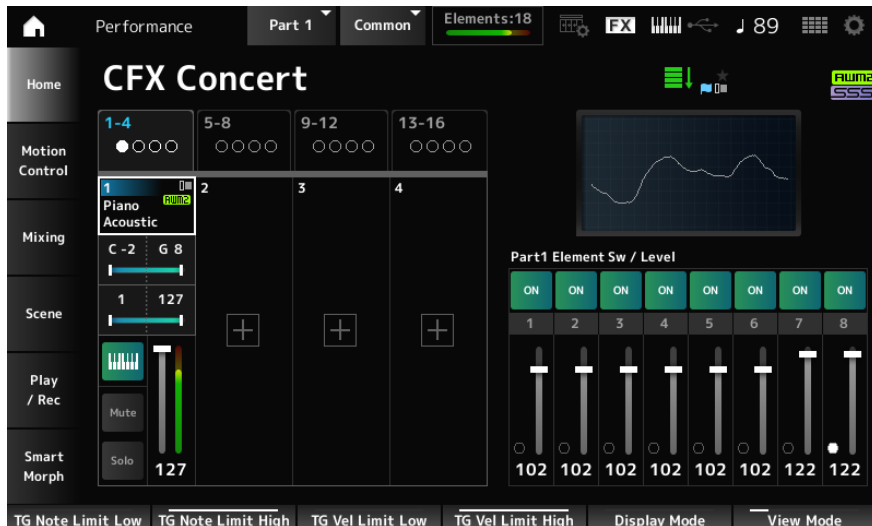 Performance
Part 1
Common
Elements:18
FX
89
Home
CFX Concert
AWM2
SSS
1-4
5-8
9-12
13-16
Motion
Control
1
2
3
4
Piano
AWM2
Acoustic
Mixing
C -2
G 8
Part1 Element Sw / Level
ON
ON
ON
ON
ON
ON
ON
ON
1
127
1
2
3
4
5
6
7
8
Scene
Play
/ Rec
Mute
Smart
Morph
Solo
127
102
102
102
102
102
102
122
122
TG Note Limit Low
TG Note Limit High
TG Vel Limit Low
TG Vel Limit High
Display Mode
View Mode